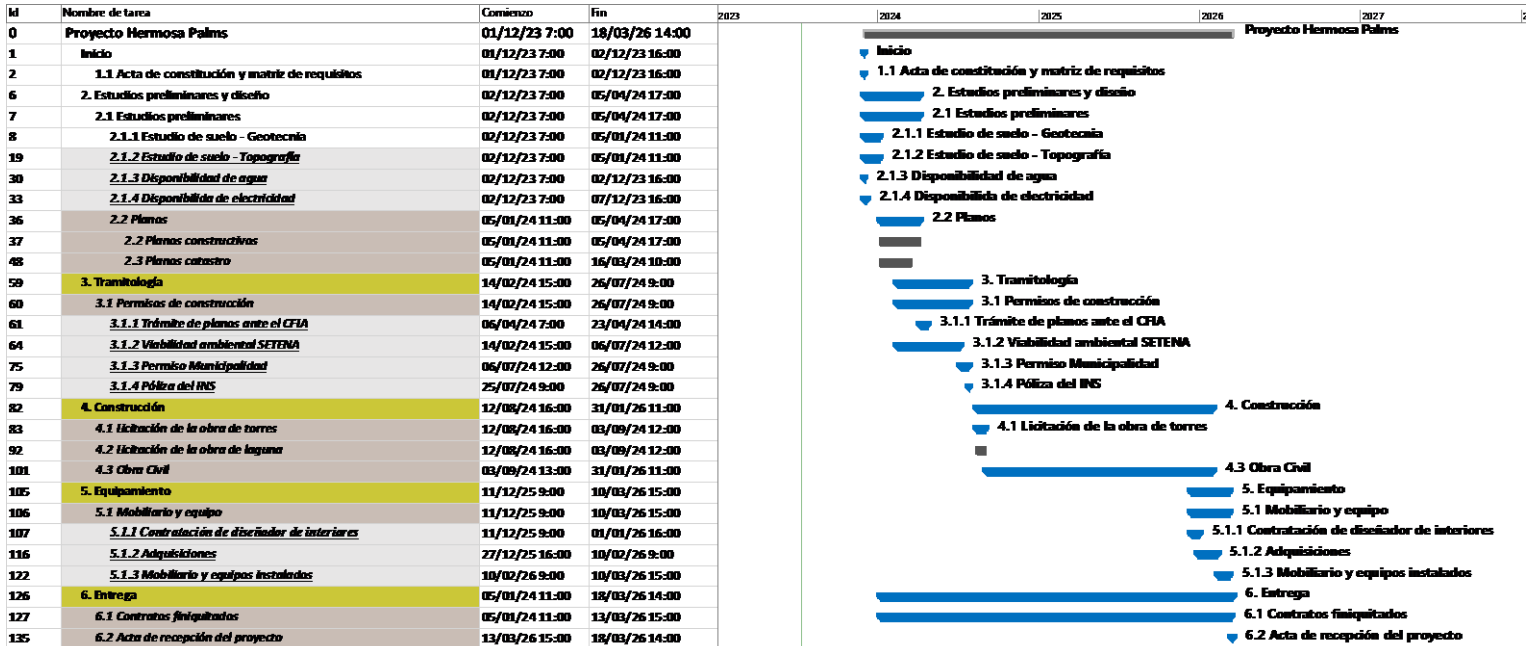 Id Nombre de tarea Comienzo Fin 2023 2024 2025 2026 2027 2
0 Proyecto Hermosa Palms 01/12/23 7:00 18/03/26 14:00 Proyecto Hermosa Palms
1 Inicio 01/12/23 7:00 02/12/23 16:00 Inicio
2 1.1 Acta de constitución y matriz de requisitos 01/12/23 7:00 02/12/23 16:00 1.1 Acta de constitución y matriz de requisitos
6 2. Estudios preliminares y diseño 02/12/23 7:00 05/04/24 17:00 2. Estudios preliminares y diseño
7 2.1 Estudios preliminares 02/12/23 7:00 05/04/24 17:00 2.1 Estudios preliminares
8 2.1.1 Estudio de suelo - Geotecnia 02/12/23 7:00 05/01/24 11:00 2.1.1 Estudio de suelo - Geotecnia
19 2.1.2 Estudio de suelo - Topografía 02/12/23 7:00 05/01/24 11:00 2.1.2 Estudio de suelo - Topografía
30 2.1.3 Disponibilidad de agua 02/12/23 7:00 02/12/23 16:00 2.1.3 Disponibilidad de agua
33 2.1.4 Disponibilida de electricidad 02/12/23 7:00 07/12/23 16:00 2.1.4 Disponibilida de electricidad
36 2.2 Planos 05/01/24 11:00 05/04/24 17:00 2.2 Planos
37 2.2 Planos constructivos 05/01/24 11:00 05/04/24 17:00
48 2.3 Planos catastro 05/01/24 11:00 16/03/24 10:00
59 3. Tramitología 14/02/24 15:00 26/07/24 9:00 3. Tramitología
60 3.1 Permisos de construcción 14/02/24 15:00 26/07/24 9:00 3.1 Permisos de construcción
61 3.1.1 Trámite de planos ante el CFIA 06/04/24 7:00 23/04/24 14:00 3.1.1 Trámite de planos ante el CFIA
64 3.1.2 Viabilidad ambiental SETENA 14/02/24 15:00 06/07/24 12:00 3.1.2 Viabilidad ambiental SETENA
75 3.1.3 Permiso Municipalidad 06/07/24 12:00 26/07/24 9:00 3.1.3 Permiso Municipalidad
79 3.1.4 Póliza del INS 25/07/24 9:00 26/07/24 9:00 3.1.4 Póliza del INS
82 4. Construcción 12/08/24 16:00 31/01/26 11:00 4. Construcción
83 4.1 Licitación de la obra de torres 12/08/24 16:00 03/09/24 12:00 4.1 Licitación de la obra de torres
92 4.2 Licitación de la obra de laguna 12/08/24 16:00 03/09/24 12:00
101 4.3 Obra Civil 03/09/24 13:00 31/01/26 11:00 4.3 Obra Civil
105 5. Equipamiento 11/12/25 9:00 10/03/26 15:00 5. Equipamiento
106 5.1 Mobiliario y equipo 11/12/25 9:00 10/03/26 15:00 5.1 Mobiliario y equipo
107 5.1.1 Contratación de diseñador de interiores 11/12/25 9:00 01/01/26 16:00 5.1.1 Contratación de diseñador de interiores
116 5.1.2 Adquisiciones 27/12/25 16:00 10/02/26 9:00 5.1.2 Adquisiciones
122 5.1.3 Mobiliario y equipos instalados 10/02/26 9:00 10/03/26 15:00 5.1.3 Mobiliario y equipos instalados
126 6. Entrega 05/01/24 11:00 18/03/26 14:00 6. Entrega
127 6.1 Contratos finiquitados 05/01/24 11:00 13/03/26 15:00 6.1 Contratos finiquitados
135 6.2 Acta de recepción del proyecto 13/03/26 15:00 18/03/26 14:00 6.2 Acta de recepción del proyecto